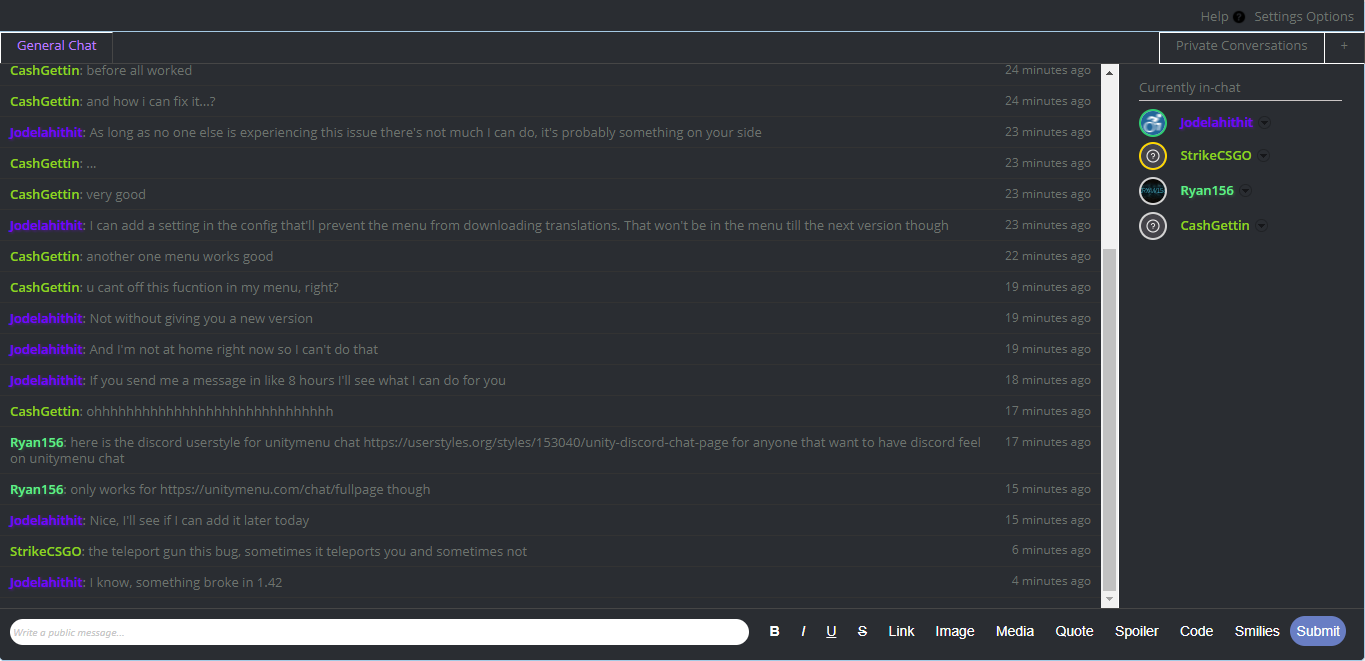 Help ? Settings Options
General Chat Private Conversations +
CashGettin: before all worked 24 minutes ago
CashGettin: and how i can fix it...? 24 minutes ago
Jodelahithit: As long as no one else is experiencing this issue there's not much I can do, it's probably something on your side 23 minutes ago
CashGettin: ... 23 minutes ago
CashGettin: very good 23 minutes ago
Jodelahithit: I can add a setting in the config that'll prevent the menu from downloading translations. That won't be in the menu till the next version though 23 minutes ago
CashGettin: another one menu works good 22 minutes ago
CashGettin: u cant off this fucntion in my menu, right? 19 minutes ago
Jodelahithit: Not without giving you a new version 19 minutes ago
Jodelahithit: And I'm not at home right now so I can't do that 19 minutes ago
Jodelahithit: If you send me a message in like 8 hours I'll see what I can do for you 18 minutes ago
CashGettin: ohhhhhhhhhhhhhhhhhhhhhhhhhhhhhh 17 minutes ago
Ryan156: here is the discord userstyle for unitymenu chat https://userstyles.org/styles/153040/unity-discord-chat-page for anyone that want to have discord feel 17 minutes ago
on unitymenu chat
Ryan156: only works for https://unitymenu.com/chat/fullpage though 15 minutes ago
Jodelahithit: Nice, I'll see if I can add it later today 15 minutes ago
StrikeCSGO: the teleport gun this bug, sometimes it teleports you and sometimes not 6 minutes ago
Jodelahithit: I know, something broke in 1.42 4 minutes ago
Currently in-chat
Jodelahithit
? StrikeCSGO
Ryan156
? CashGettin
Write a public message... B I U S Link Image Media Quote Spoiler Code Smilies Submit